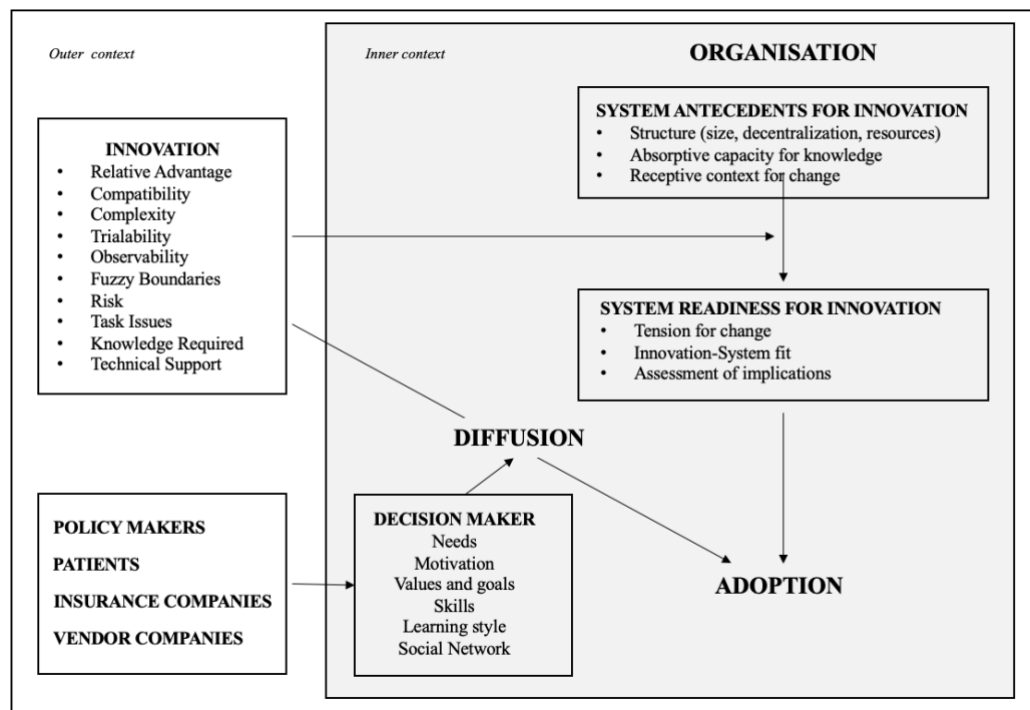 Outer context
Inner context
ORGANISATION
SYSTEM ANTECEDENTS FOR INNOVATION
• Structure (size, decentralization, resources)
• Absorptive capacity for knowledge
• Receptive context for change
INNOVATION
• Relative Advantage
• Compatibility
• Complexity
• Trialability
• Observability
• Fuzzy Boundaries
• Risk
• Task Issues
• Knowledge Required
• Technical Support
SYSTEM READINESS FOR INNOVATION
• Tension for change
• Innovation-System fit
• Assessment of implications
DIFFUSION
POLICY MAKERS
PATIENTS
INSURANCE COMPANIES
VENDOR COMPANIES
DECISION MAKER
Needs
Motivation
Values and goals
Skills
Learning style
Social Network
ADOPTION